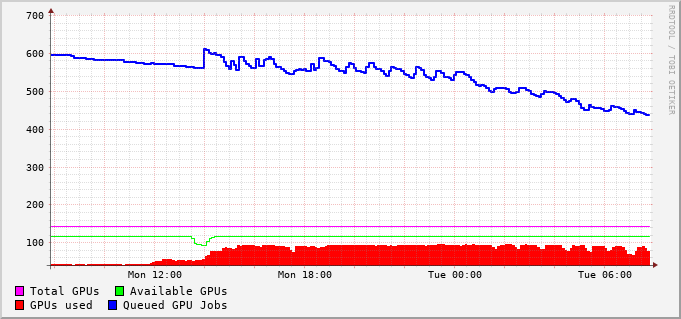 700
600
500
400
300
200
100
Mon 12:00 Mon 18:00 Tue 00:00 Tue 06:00
Total GPUs Available GPUs
GPUs used Queued GPU Jobs
RRDTOOL / TOBI OETIKER